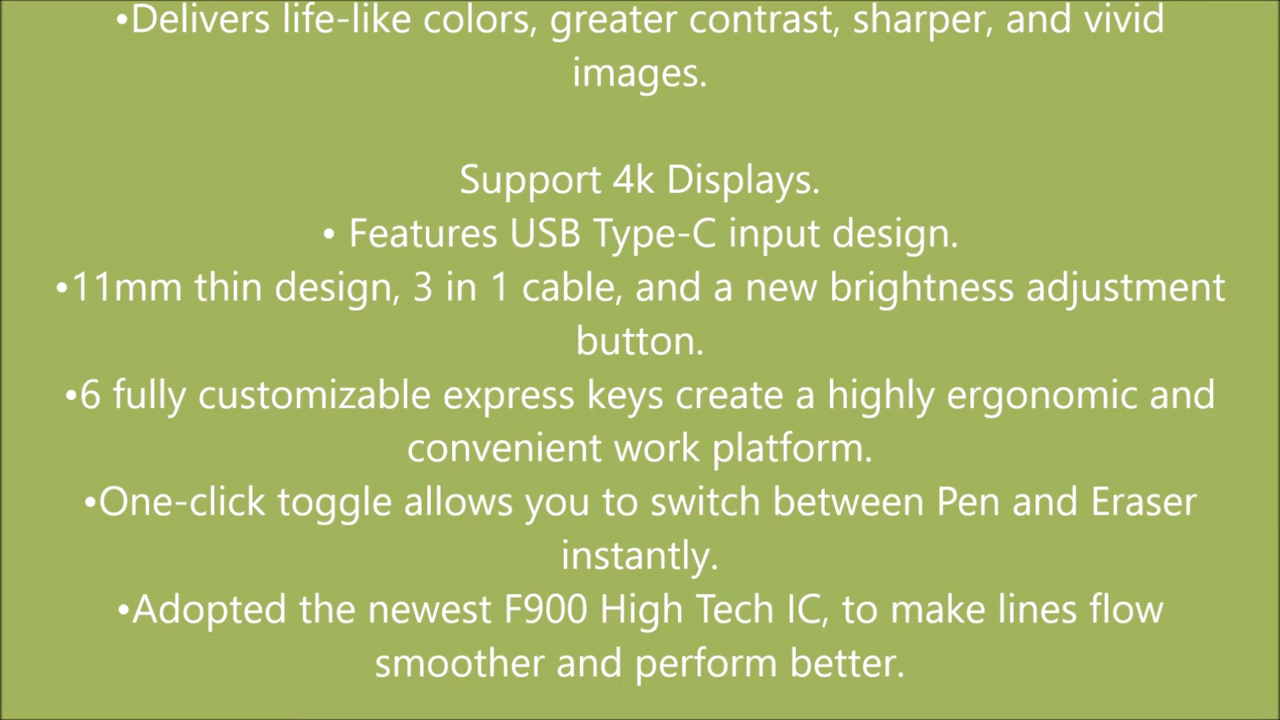 •Delivers life-like colors, greater contrast, sharper, and vivid
images.
Support 4k Displays.
• Features USB Type-C input design.
•11mm thin design, 3 in 1 cable, and a new brightness adjustment
button.
•6 fully customizable express keys create a highly ergonomic and
convenient work platform.
•One-click toggle allows you to switch between Pen and Eraser
instantly.
•Adopted the newest F900 High Tech IC, to make lines flow
smoother and perform better.